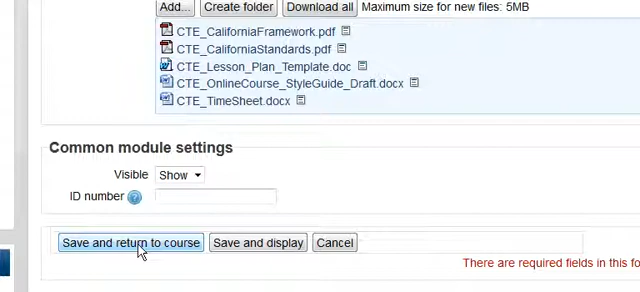 Add... Create folder Download all Maximum size for new files: 5MB
CTE_CaliforniaFramework.pdf
CTE_CaliforniaStandards.pdf
CTE_Lesson_Plan_Template.doc
CTE_OnlineCourse_StyleGuide_Draft.docx
CTE_TimeSheet.docx
Common module settings
Visible Show
ID number
Save and return to course Save and display Cancel
There are required fields in this fo